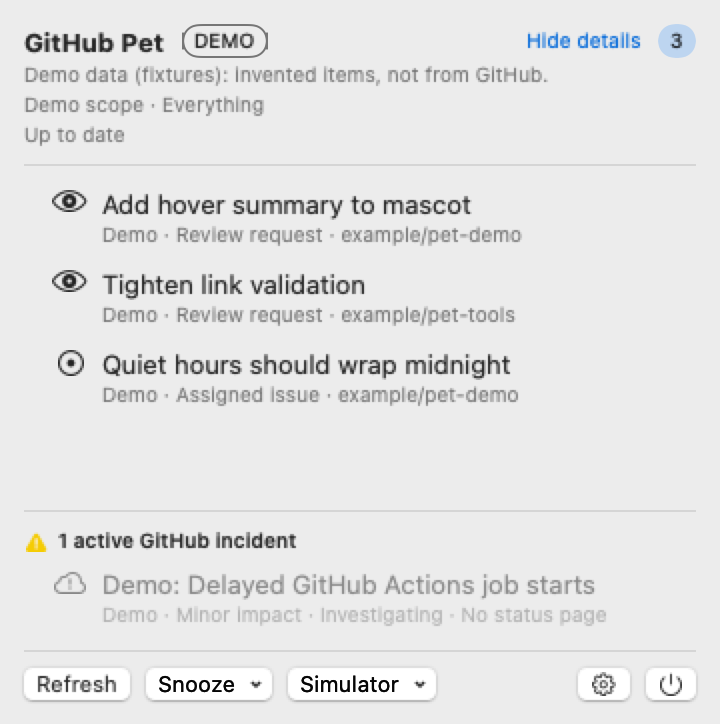 GitHub Pet DEMO Hide details 3
Demo data (fixtures): invented items, not from GitHub.
Demo scope · Everything
Up to date
Add hover summary to mascot
Demo · Review request · example/pet-demo
Tighten link validation
Demo · Review request · example/pet-tools
Quiet hours should wrap midnight
Demo · Assigned issue · example/pet-demo
1 active GitHub incident
Demo: Delayed GitHub Actions job starts
Demo · Minor impact · Investigating · No status page
Refresh Snooze Simulator